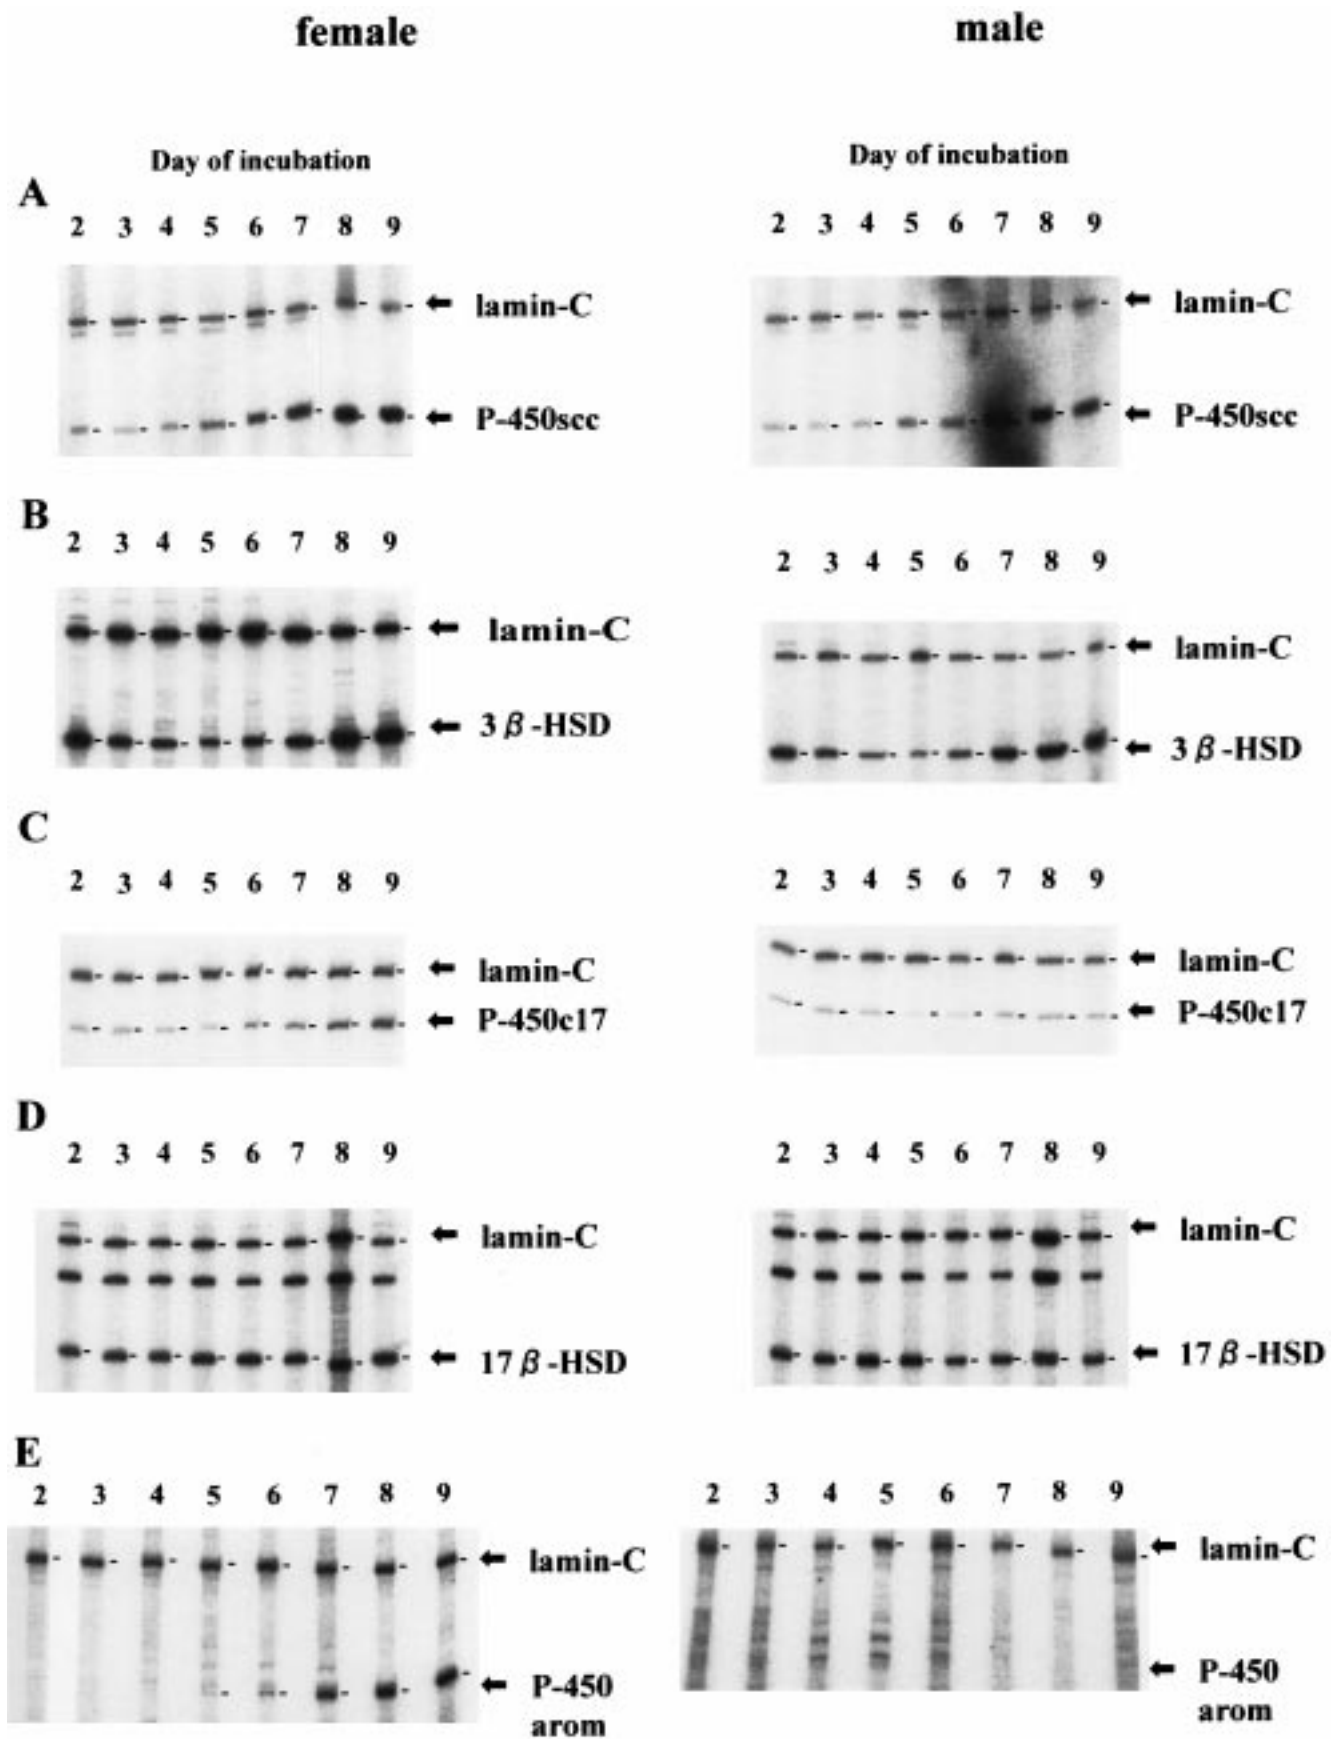 female male
Day of incubation Day of incubation
A
2 3 4 5 6 7 8 9 2 3 4 5 6 7 8 9
lamin-C lamin-C
P-450scc P-450scc
B
2 3 4 5 6 7 8 9 2 3 4 5 6 7 8 9
lamin-C lamin-C
3β-HSD 3β-HSD
C
2 3 4 5 6 7 8 9 2 3 4 5 6 7 8 9
lamin-C lamin-C
P-450c17 P-450c17
D
2 3 4 5 6 7 8 9 2 3 4 5 6 7 8 9
lamin-C lamin-C
17β-HSD 17β-HSD
E
2 3 4 5 6 7 8 9 2 3 4 5 6 7 8 9
lamin-C lamin-C
P-450 P-450
arom arom